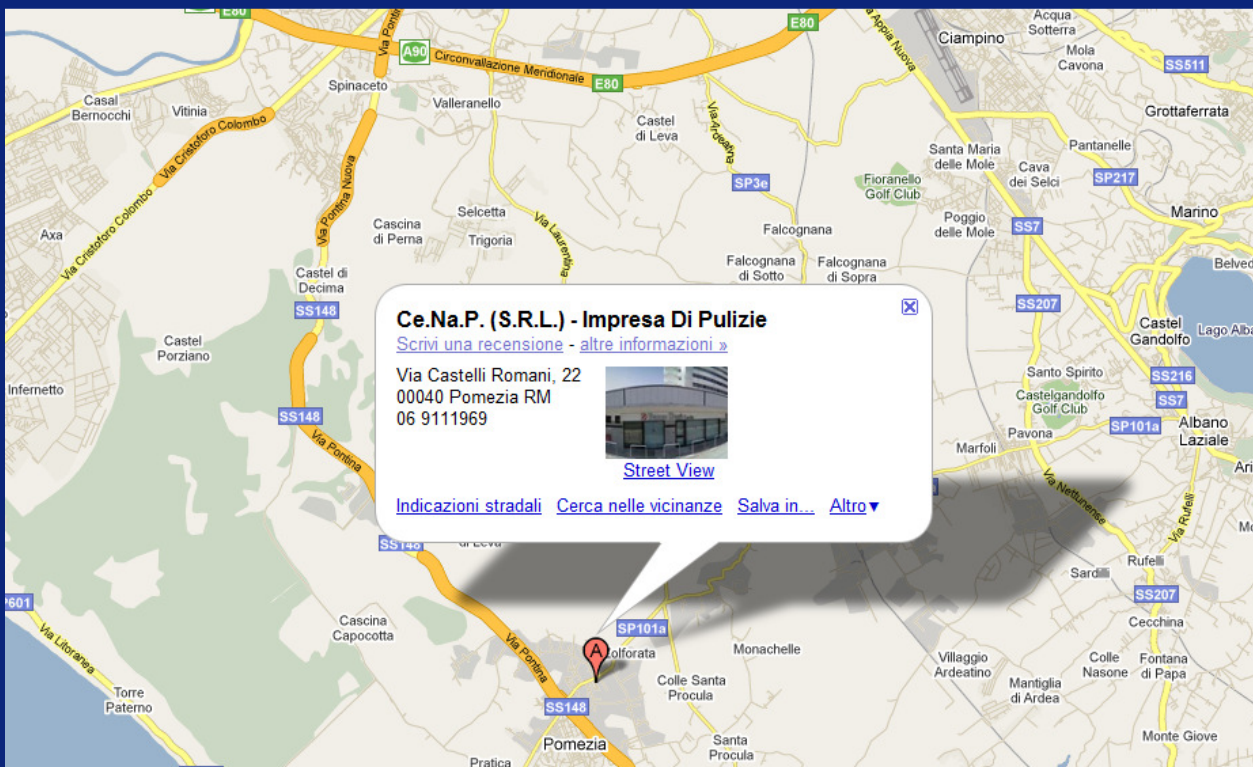 E80
Via Pontina
A90
Circonvallazione Meridionale
E80
E80
Via Appia Nuova
Ciampino
Acqua
Sotterra
Mola
Cavona
SS511
Grottaferrata
Casal
Bernocchi
Vitinia
Spinaceto
Valleranello
Castel
di Leva
Via Ardeatina
SP3e
Santa Maria
delle Mole
Fioranello
Golf Club
Cava
dei Selci
Pantanelle
SP217
Marino
Via Cristoforo Colombo
Via Cristoforo Colombo
Axa
Via Pontina Nuova
Cascina
di Perna
Selcetta
Trigoria
Via Laurentina
Falcognana
Poggio
delle Mole
SS7
Falcognana
di Sotto
Falcognana
di Sopra
Castel di
Decima
SS148
SS207
Castel
Gandolfo
Castel
Porziano
Infernetto
Ce.Na.P. (S.R.L.) - Impresa Di Pulizie
Scrivi una recensione - altre informazioni »
Via Castelli Romani, 22
00040 Pomezia RM
06 9111969
Street View
Indicazioni stradali Cerca nelle vicinanze Salva in... Altro▼
Santo Spirito
SS216
SS7
Castelgandolfo
Golf Club
SP101a
Albano
Laziale
Pavona
Marfoli
SS148
Via Pontina
Via Nettunense
Via Rufelli
SS148
di Leva
Rufelli
Sardilli
SS207
Cecchina
Via Litoranea
Cascina
Capocotta
Via Pontina
SP101a
A
Monachelle
Colle Santa
Procula
Villaggio
Ardeatino
Mantiglia
di Ardea
Colle
Nasone
Fontana
di Papa
Torre
Paterno
SS148
Pomezia
Pratica
Santa
Procula
Monte Giove